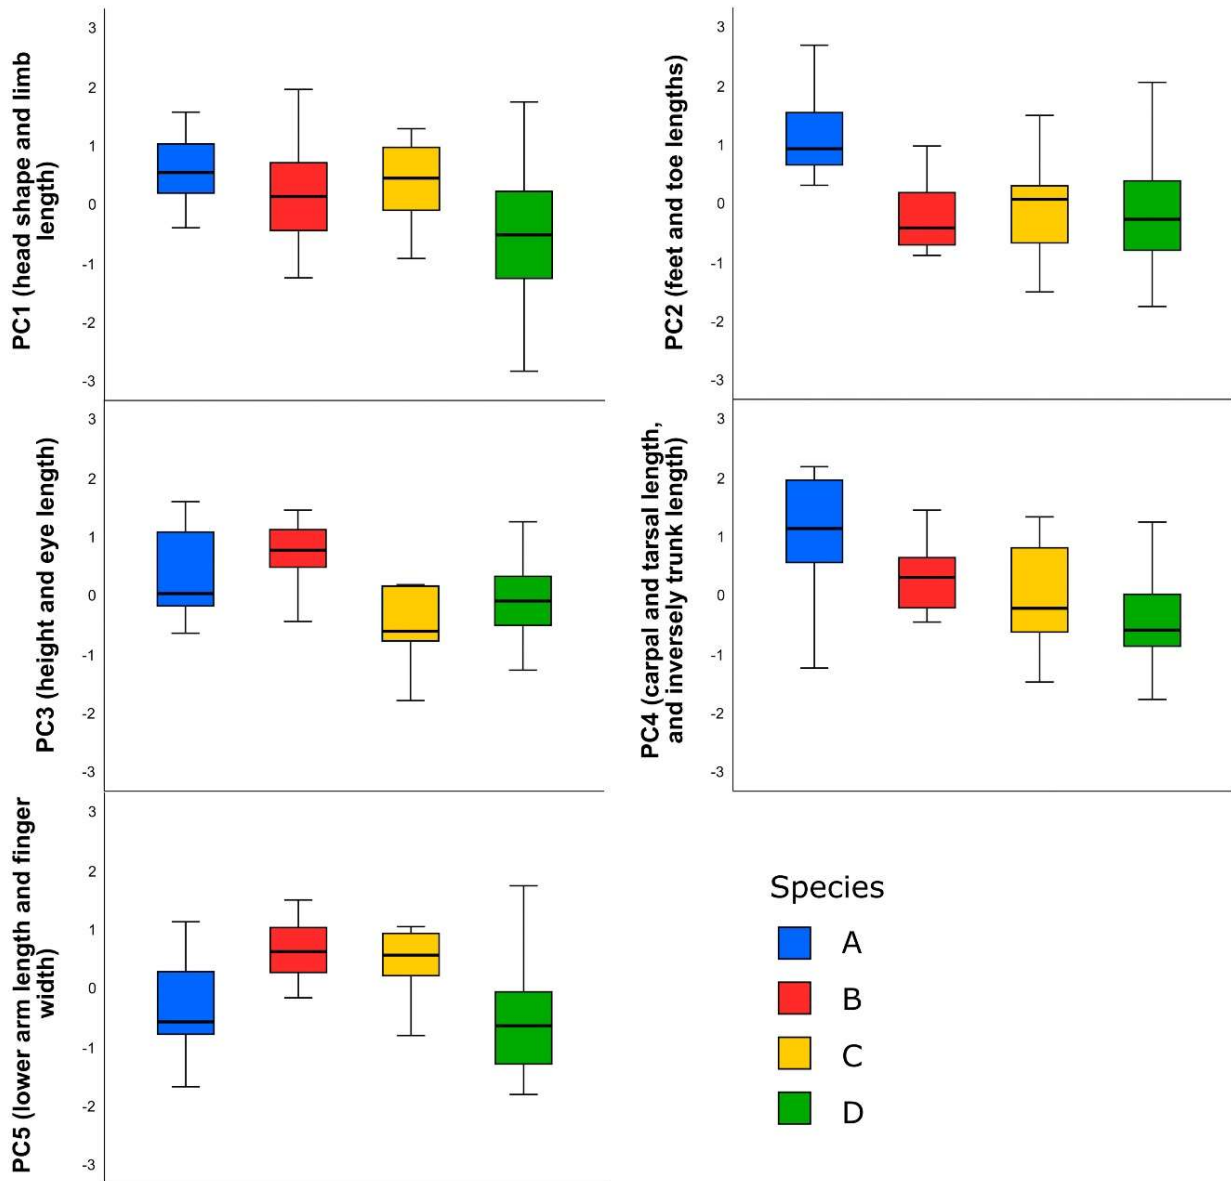 PC1 (head shape and limb
length)
3
2
1
0
-1
-2
-3
PC2 (feet and toe lengths)
3
2
1
0
-1
-2
-3
PC3 (height and eye length)
3
2
1
0
-1
-2
-3
PC4 (carpal and tarsal length,
and inversely trunk length)
3
2
1
0
-1
-2
-3
PC5 (lower arm length and finger
width)
3
2
1
0
-1
-2
-3
Species
A
B
C
D